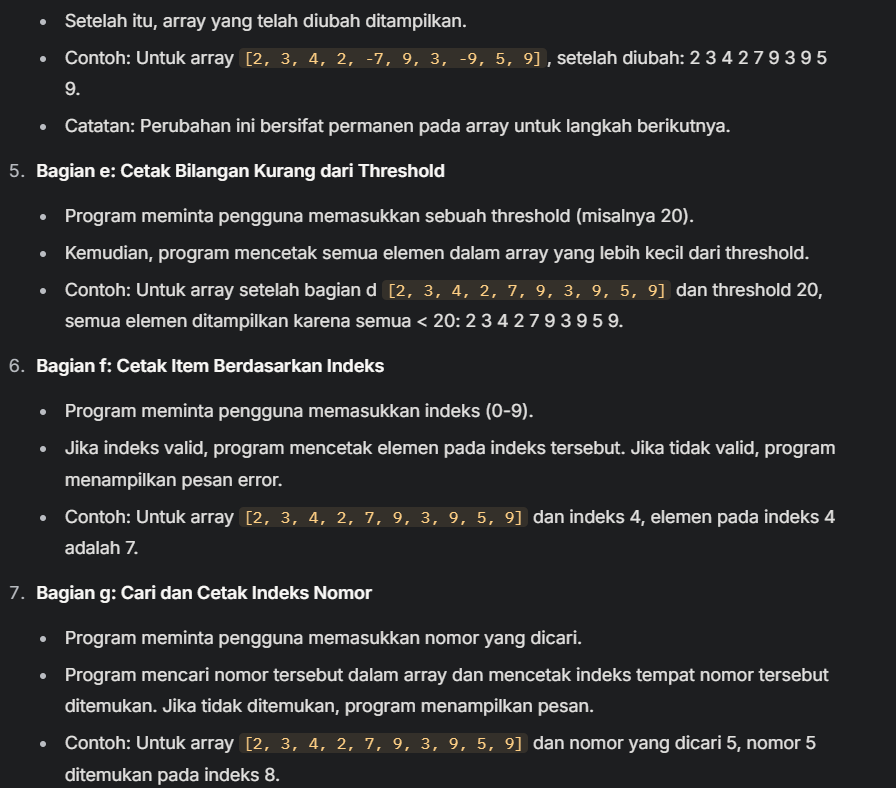 • Setelah itu, array yang telah diubah ditampilkan.
• Contoh: Untuk array [2, 3, 4, 2, -7, 9, 3, -9, 5, 9], setelah diubah: 2 3 4 2 7 9 3 9 5
9.
• Catatan: Perubahan ini bersifat permanen pada array untuk langkah berikutnya.
5. Bagian e: Cetak Bilangan Kurang dari Threshold
• Program meminta pengguna memasukkan sebuah threshold (misalnya 20).
• Kemudian, program mencetak semua elemen dalam array yang lebih kecil dari threshold.
• Contoh: Untuk array setelah bagian d [2, 3, 4, 2, 7, 9, 3, 9, 5, 9] dan threshold 20,
semua elemen ditampilkan karena semua < 20: 2 3 4 2 7 9 3 9 5 9.
6. Bagian f: Cetak Item Berdasarkan Indeks
• Program meminta pengguna memasukkan indeks (0-9).
• Jika indeks valid, program mencetak elemen pada indeks tersebut. Jika tidak valid, program
menampilkan pesan error.
• Contoh: Untuk array [2, 3, 4, 2, 7, 9, 3, 9, 5, 9] dan indeks 4, elemen pada indeks 4
adalah 7.
7. Bagian g: Cari dan Cetak Indeks Nomor
• Program meminta pengguna memasukkan nomor yang dicari.
• Program mencari nomor tersebut dalam array dan mencetak indeks tempat nomor tersebut
ditemukan. Jika tidak ditemukan, program menampilkan pesan.
• Contoh: Untuk array [2, 3, 4, 2, 7, 9, 3, 9, 5, 9] dan nomor yang dicari 5, nomor 5
ditemukan pada indeks 8.